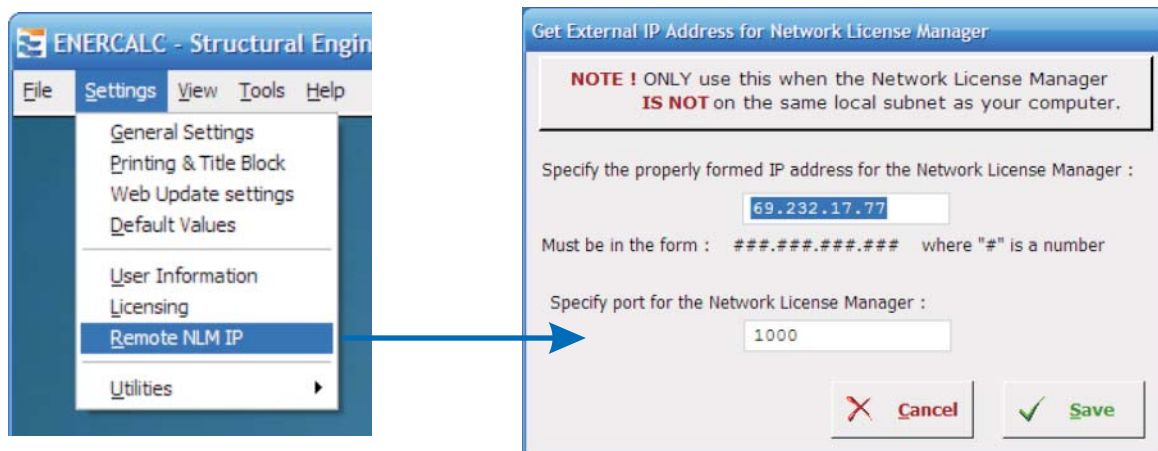 ENERCALC - Structural Engin
File Settings View Tools Help
General Settings
Printing & Title Block
Web Update settings
Default Values
User Information
Licensing
Remote NLM IP
Utilities
Get External IP Address for Network License Manager
NOTE ! ONLY use this when the Network License Manager
IS NOT on the same local subnet as your computer.
Specify the properly formed IP address for the Network License Manager :
69.232.17.77
Must be in the form : ###.###.###.### where "#" is a number
Specify port for the Network License Manager :
1000
Cancel Save